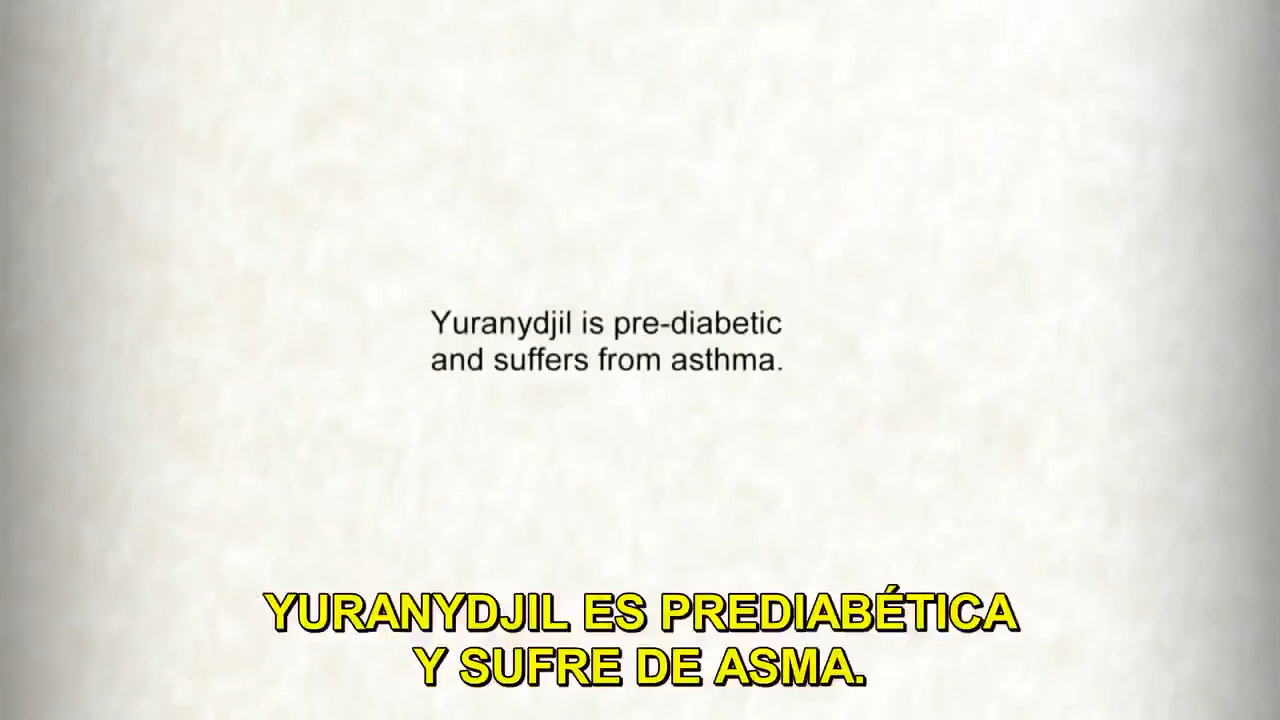 Yuranydjil is pre-diabetic
and suffers from asthma.
YURANYDJIL ES PREDIABÉTICA
Y SUFRE DE ASMA.